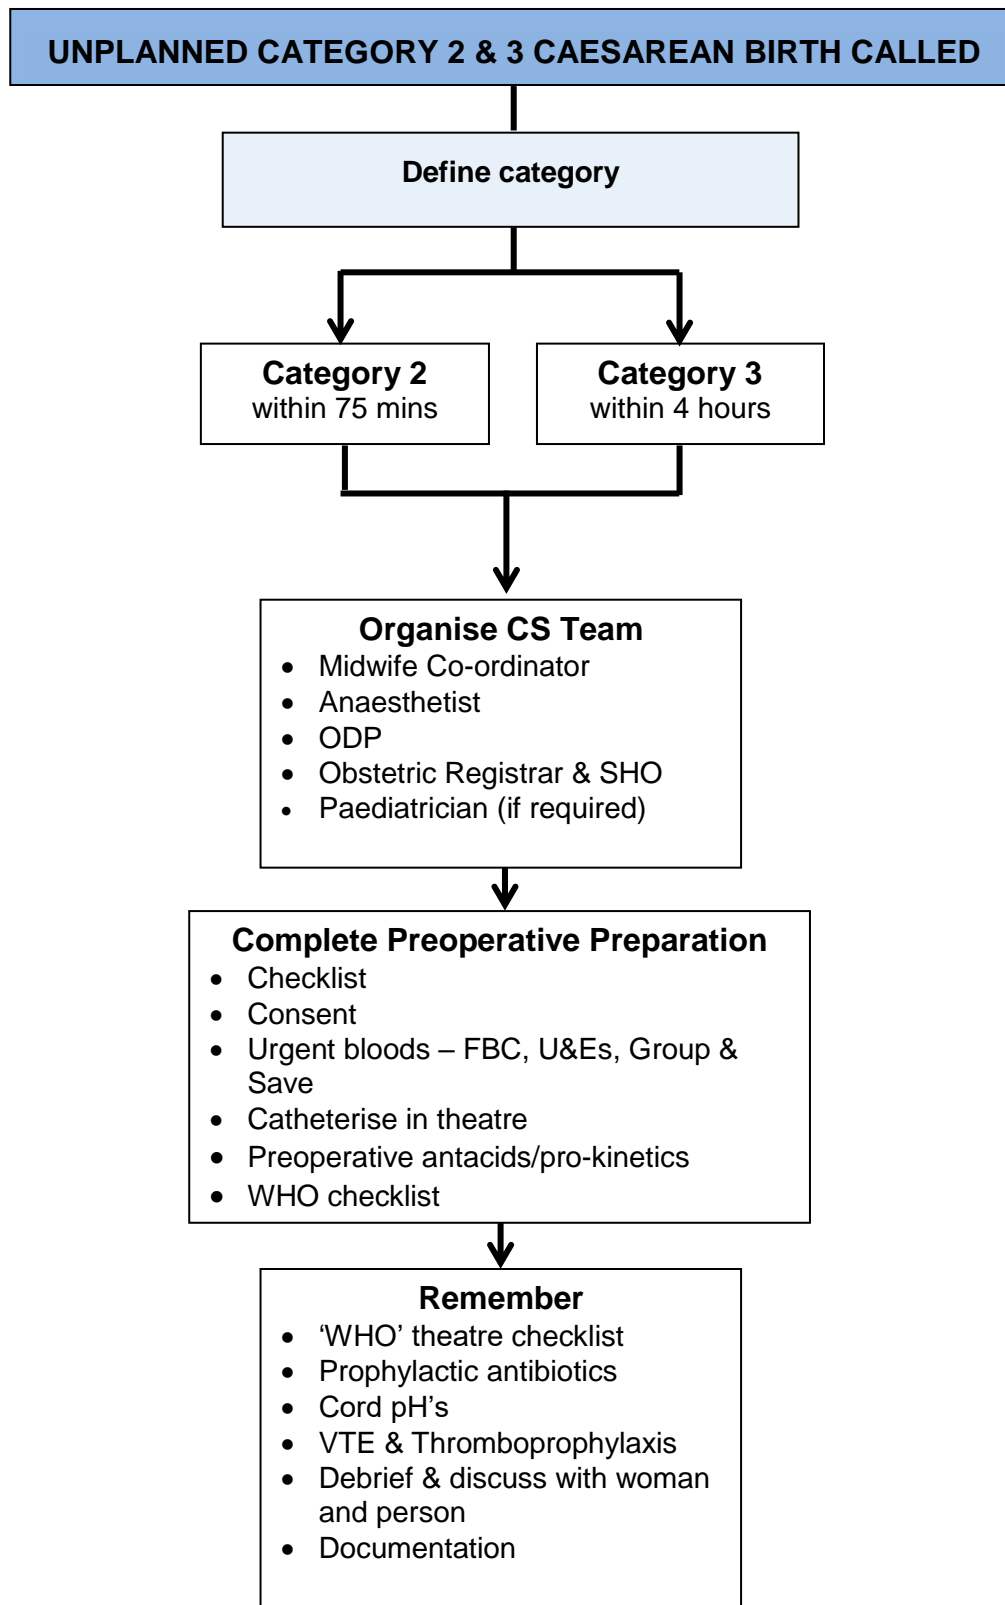 UNPLANNED CATEGORY 2 & 3 CAESAREAN BIRTH CALLED
Define category
Category 2
within 75 mins
Category 3
within 4 hours
Organise CS Team
• Midwife Co-ordinator
• Anaesthetist
• ODP
• Obstetric Registrar & SHO
• Paediatrician (if required)
Complete Preoperative Preparation
• Checklist
• Consent
• Urgent bloods – FBC, U&Es, Group &
Save
• Catheterise in theatre
• Preoperative antacids/pro-kinetics
• WHO checklist
Remember
• ‘WHO’ theatre checklist
• Prophylactic antibiotics
• Cord pH’s
• VTE & Thromboprophylaxis
• Debrief & discuss with woman
and person
• Documentation